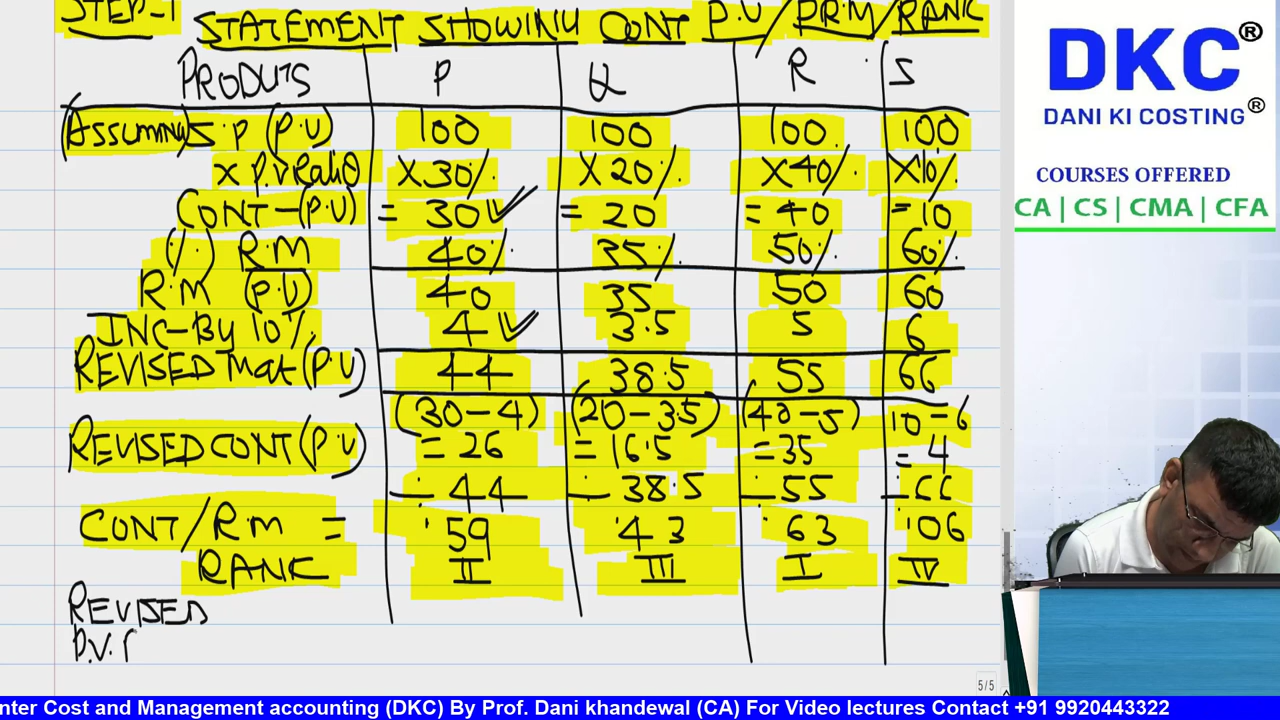 STEP-1
STATEMENT SHOWING CONT P.U / P.R.M / RANK
PRODUTS P Q R S
(Assuming) S.P (P.U) 100 100 100 100
x P.V Ratio X30% X20% X40% X10%
CONT-(P.U) = 30 = 20 = 40 = 10
(%) R.M 40% 35% 50% 60%
R.M (P.U) 40 35 50 60
INC-By 10% 4 3.5 5 6
REVISED Mat (P.U) 44 38.5 55 66
(30-4) (20-3.5) (40-5) 10-6
REVISED CONT (P.U) = 26 = 16.5 = 35 = 4
÷ 44 ÷ 38.5 ÷ 55 ÷ 66
CONT/R.M = .59 .43 .63 .06
RANK II III I IV
REVISED
P.V. (
5/5
DKC®
DANI KI COSTING®
COURSES OFFERED
CA | CS | CMA | CFA
nter Cost and Management accounting (DKC) By Prof. Dani khandewal (CA) For Video lectures Contact +91 9920443322